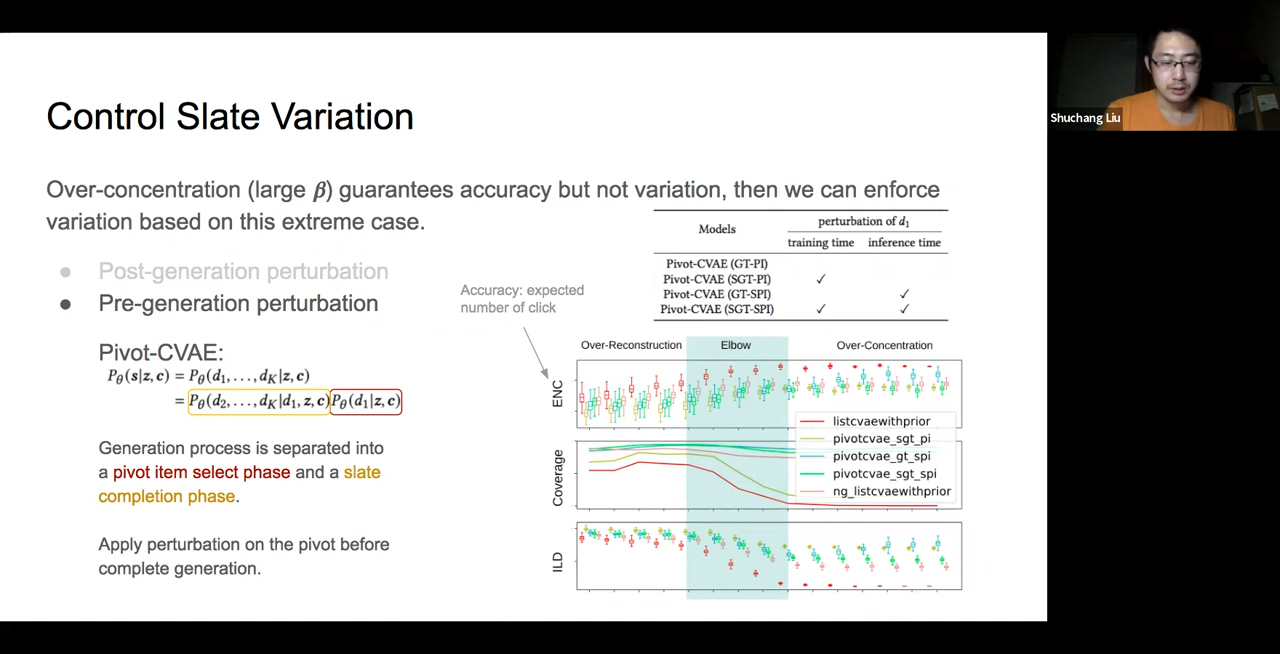 Control Slate Variation
Over-concentration (large β) guarantees accuracy but not variation, then we can enforce
variation based on this extreme case.
Post-generation perturbation
Pre-generation perturbation
Pivot-CVAE:
Pθ(s|z,c) = Pθ(d1,...,dK|z,c)
= Pθ(d2,...,dK|d1,z,c)Pθ(d1|z,c)
Generation process is separated into
a pivot item select phase and a slate
completion phase.
Apply perturbation on the pivot before
complete generation.
Accuracy: expected
number of click
Models perturbation of d1
training time inference time
Pivot-CVAE (GT-PI)
Pivot-CVAE (SGT-PI) ✓
Pivot-CVAE (GT-SPI) ✓
Pivot-CVAE (SGT-SPI) ✓ ✓
Over-Reconstruction Elbow Over-Concentration
ENC
Coverage
ILD
listcvaewithprior
pivotcvae_sgt_pi
pivotcvae_gt_spi
pivotcvae_sgt_spi
ng_listcvaewithprior
Shuchang Liu